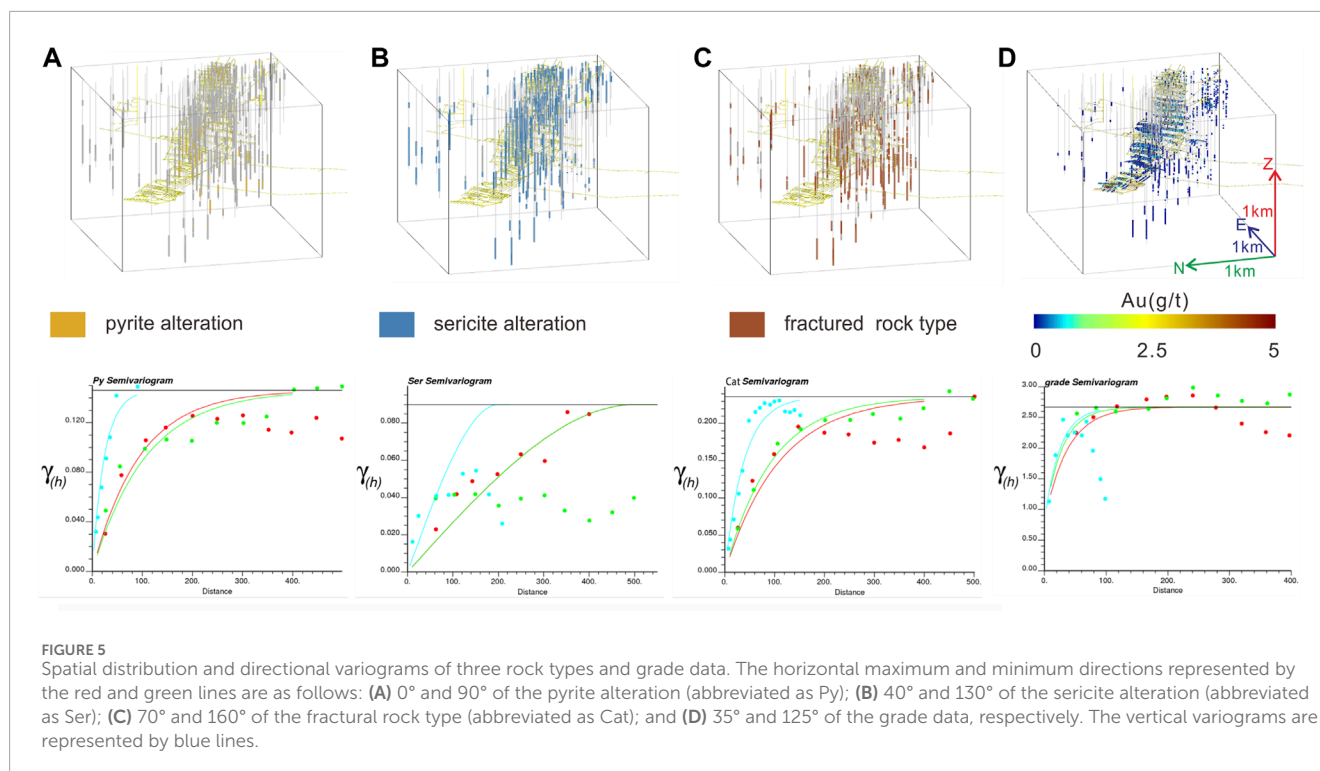 A B C D
Z
1km
E
1km
N
1km
pyrite alteration
sericite alteration
fractured rock type
Au(g/t)
0 2.5 5
Py Semivariogram
0.120
0.080
0.040
0.000
γ(h)
0. 100. 200. 300. 400.
Distance
Ser Semivariogram
0.080
0.060
0.040
0.020
0.000
γ(h)
0. 100. 200. 300. 400. 500.
Distance
Cat Semivariogram
0.200
0.150
0.100
0.050
0.000
γ(h)
0. 100. 200. 300. 400. 500.
Distance
grade Semivariogram
3.00
2.50
2.00
1.50
1.00
0.50
0.00
γ(h)
0. 100. 200. 300. 400.
Distance
FIGURE 5
Spatial distribution and directional variograms of three rock types and grade data. The horizontal maximum and minimum directions represented by
the red and green lines are as follows: (A) 0° and 90° of the pyrite alteration (abbreviated as Py); (B) 40° and 130° of the sericite alteration (abbreviated
as Ser); (C) 70° and 160° of the fractural rock type (abbreviated as Cat); and (D) 35° and 125° of the grade data, respectively. The vertical variograms are
represented by blue lines.